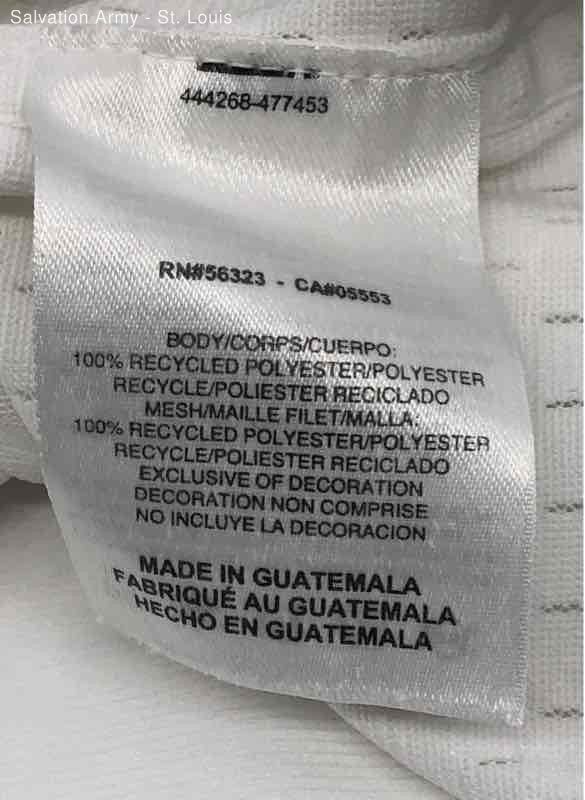 Salvation Army - St. Louis
444268-477453
RN#56323 - CA#05553
BODY/CORPS/CUERPO:
100% RECYCLED POLYESTER/POLYESTER
RECYCLE/POLIESTER RECICLADO
MESH/MAILLE FILET/MALLA:
100% RECYCLED POLYESTER/POLYESTER
RECYCLE/POLIESTER RECICLADO
EXCLUSIVE OF DECORATION
DECORATION NON COMPRISE
NO INCLUYE LA DECORACION
MADE IN GUATEMALA
FABRIQUÉ AU GUATEMALA
HECHO EN GUATEMALA